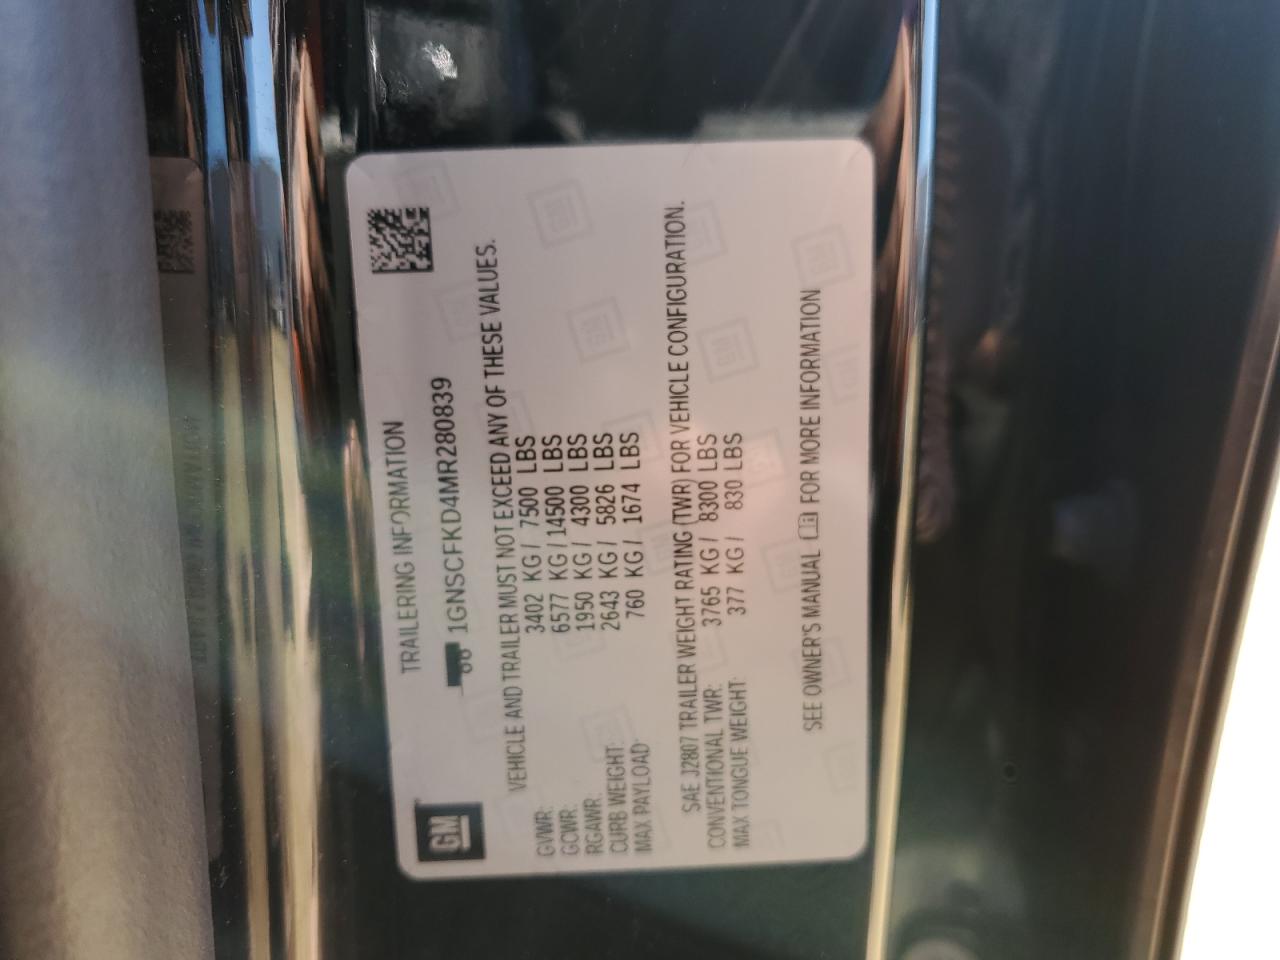 TRAILERING INFORMATION
GM
1GNSCFKD4MR280839
VEHICLE AND TRAILER MUST NOT EXCEED ANY OF THESE VALUES.
GVWR: 3402 KG / 7500 LBS
GCWR: 6577 KG / 14500 LBS
RGAWR: 1950 KG / 4300 LBS
CURB WEIGHT: 2643 KG / 5826 LBS
MAX PAYLOAD: 760 KG / 1674 LBS
SAE J2807 TRAILER WEIGHT RATING (TWR) FOR VEHICLE CONFIGURATION.
CONVENTIONAL TWR: 3765 KG / 8300 LBS
MAX TONGUE WEIGHT: 377 KG / 830 LBS
SEE OWNER'S MANUAL FOR MORE INFORMATION